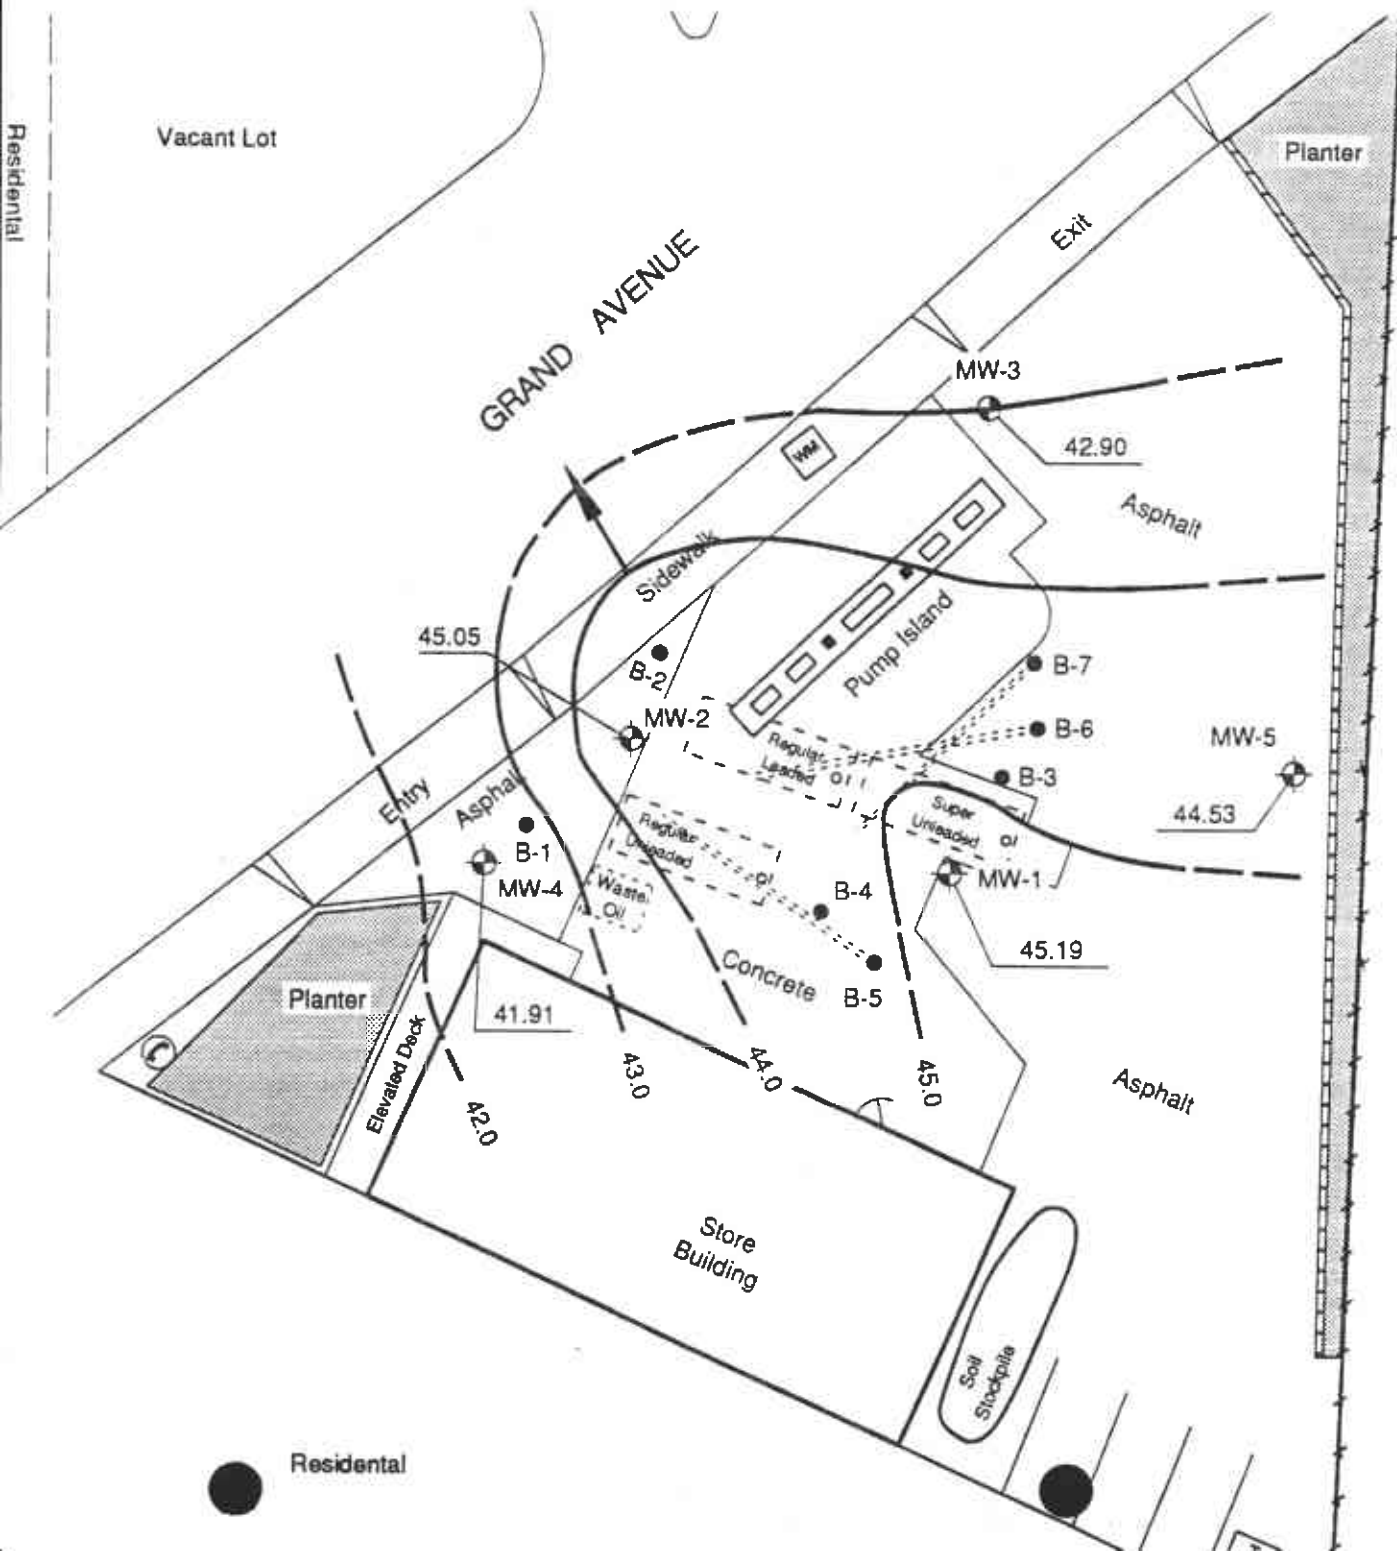 Residental
Vacant Lot
Planter
Exit
GRAND AVENUE
MW-3
42.90
WM
Asphalt
Sidewalk
45.05
B-2
Pump Island
B-7
MW-2
B-6
MW-5
Regular
Leaded
B-3
Entry
Asphalt
Super
Unleaded
44.53
Regular
Unleaded
B-1
MW-4
MW-1
B-4
Waste
Oil
45.19
Concrete
B-5
Planter
41.91
Elevated Deck
43.0
44.0
45.0
42.0
Asphalt
Store
Building
Soil
Stockpile
Residental